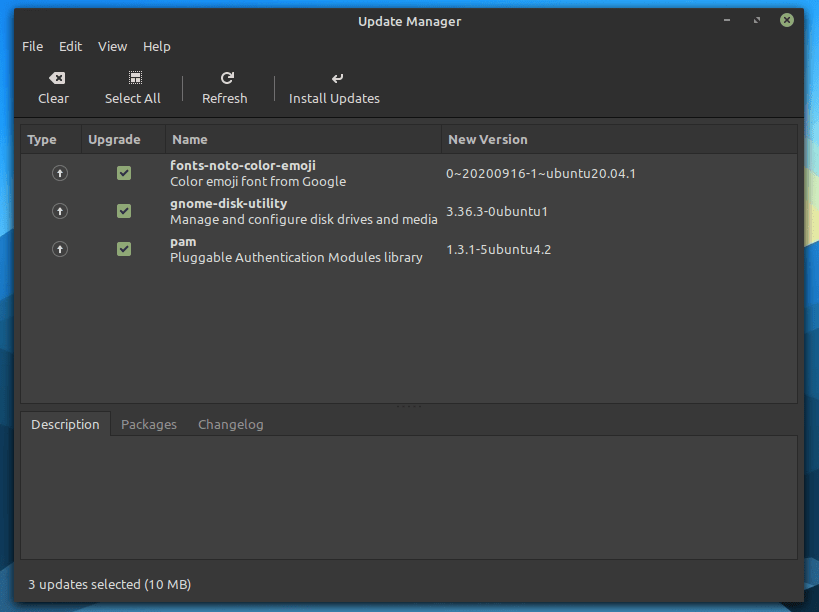 Update Manager
File Edit View Help
Clear Select All Refresh Install Updates
Type Upgrade Name New Version
fonts-noto-color-emoji
Color emoji font from Google
0~20200916-1~ubuntu20.04.1
gnome-disk-utility
Manage and configure disk drives and media
3.36.3-0ubuntu1
pam
Pluggable Authentication Modules library
1.3.1-5ubuntu4.2
Description Packages Changelog
3 updates selected (10 MB)